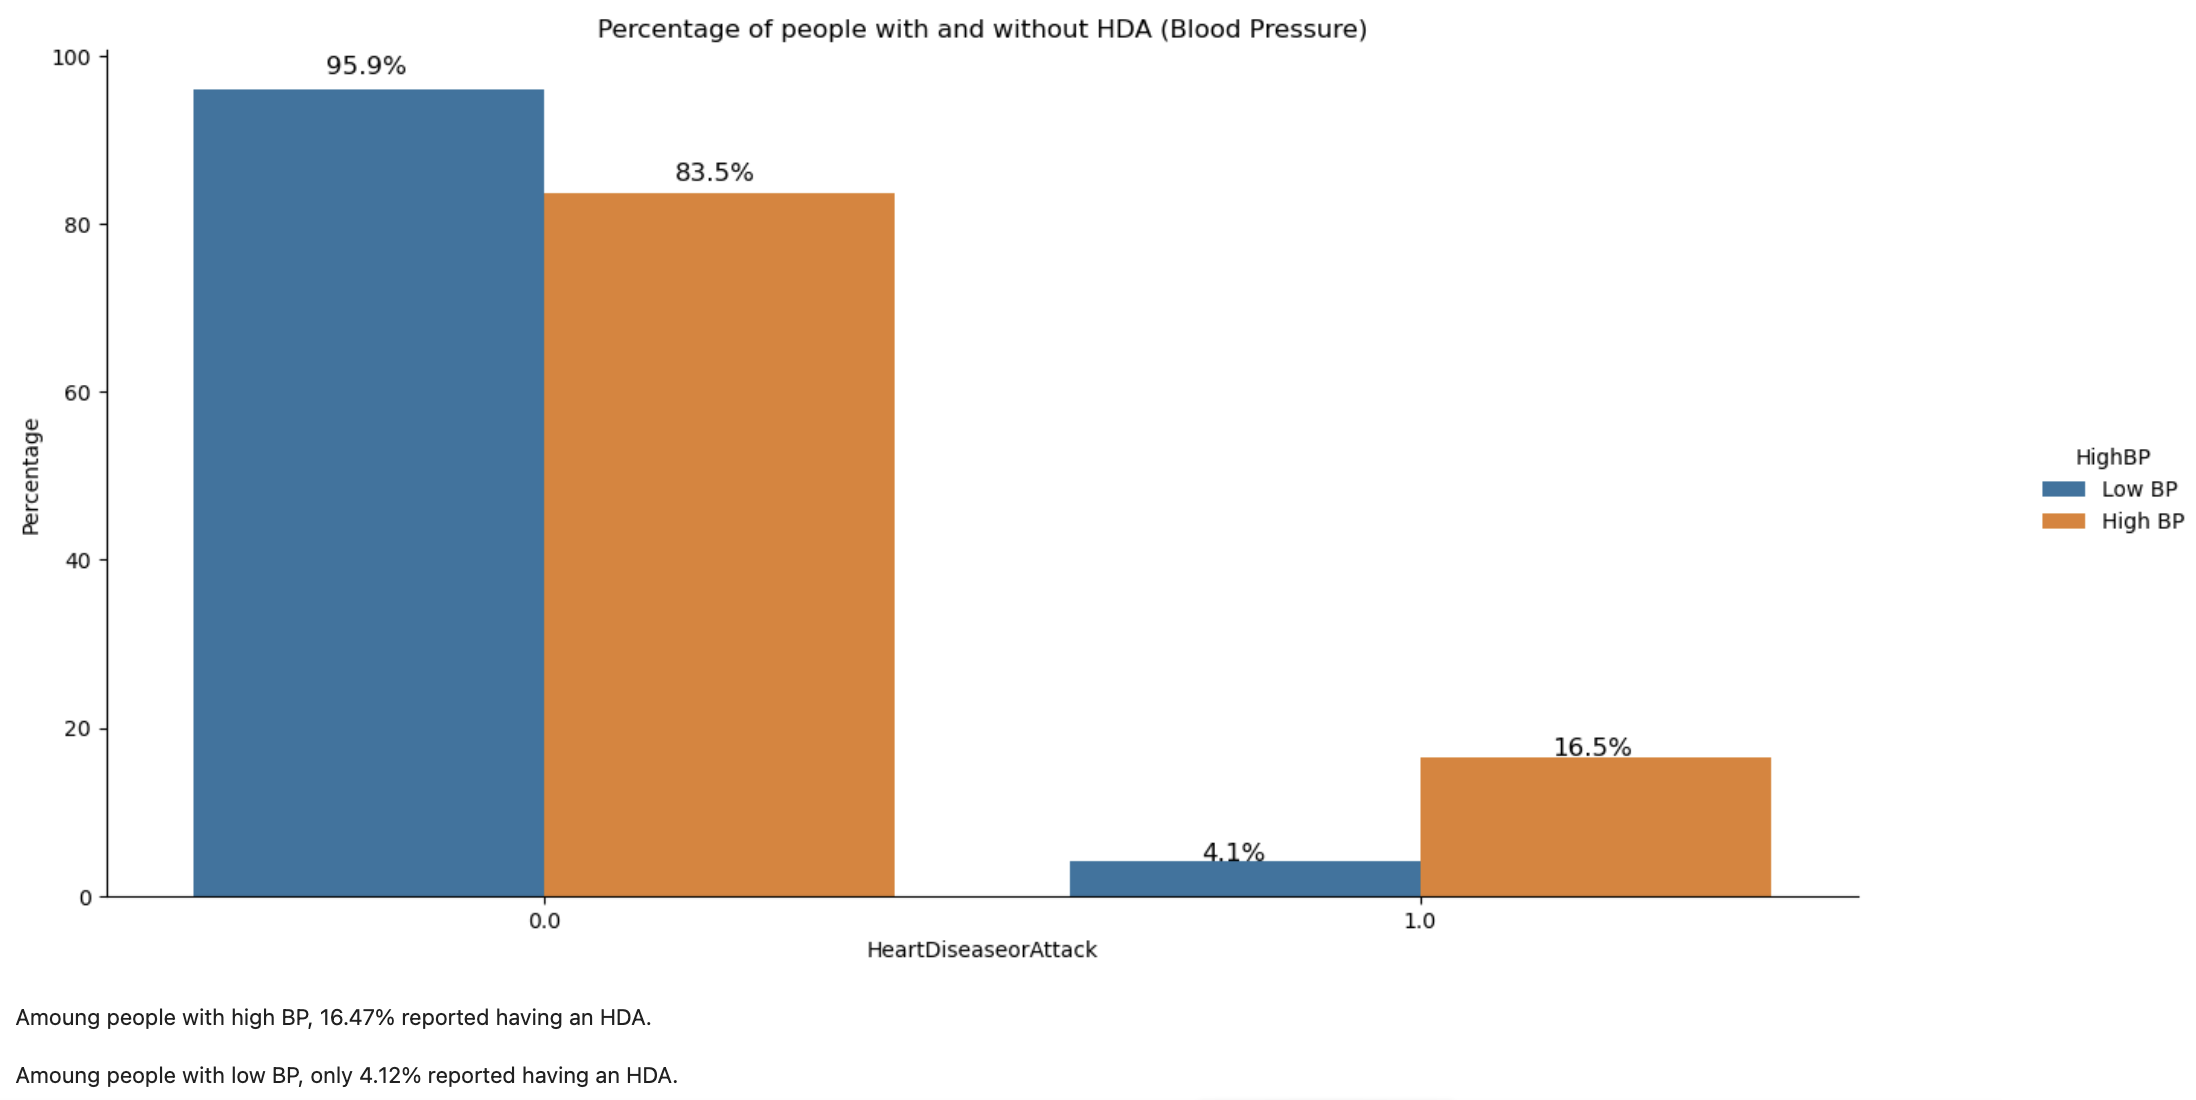 Percentage of people with and without HDA (Blood Pressure)
100
80
60
40
20
0
Percentage
95.9%
83.5%
4.1%
16.5%
0.0
1.0
HeartDiseaseorAttack
HighBP
Low BP
High BP
Amoung people with high BP, 16.47% reported having an HDA.
Amoung people with low BP, only 4.12% reported having an HDA.